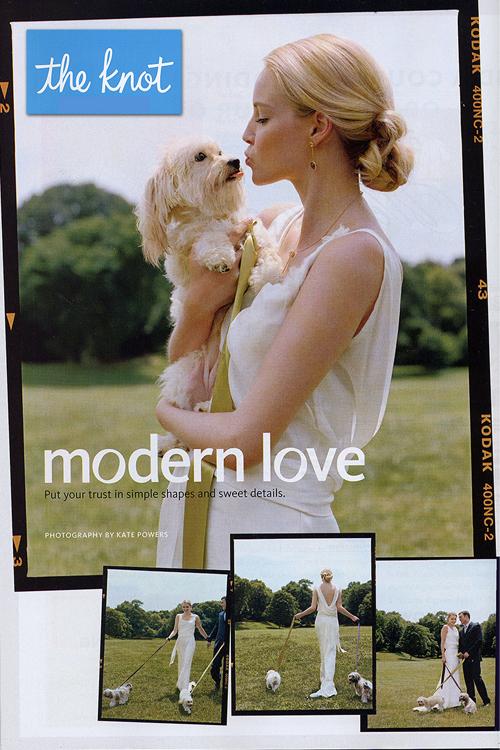 the knot
KODAK 400NC-2
2
43
modern love
Put your trust in simple shapes and sweet details.
KODAK 400NC-2
PHOTOGRAPHY BY KATE POWERS
3